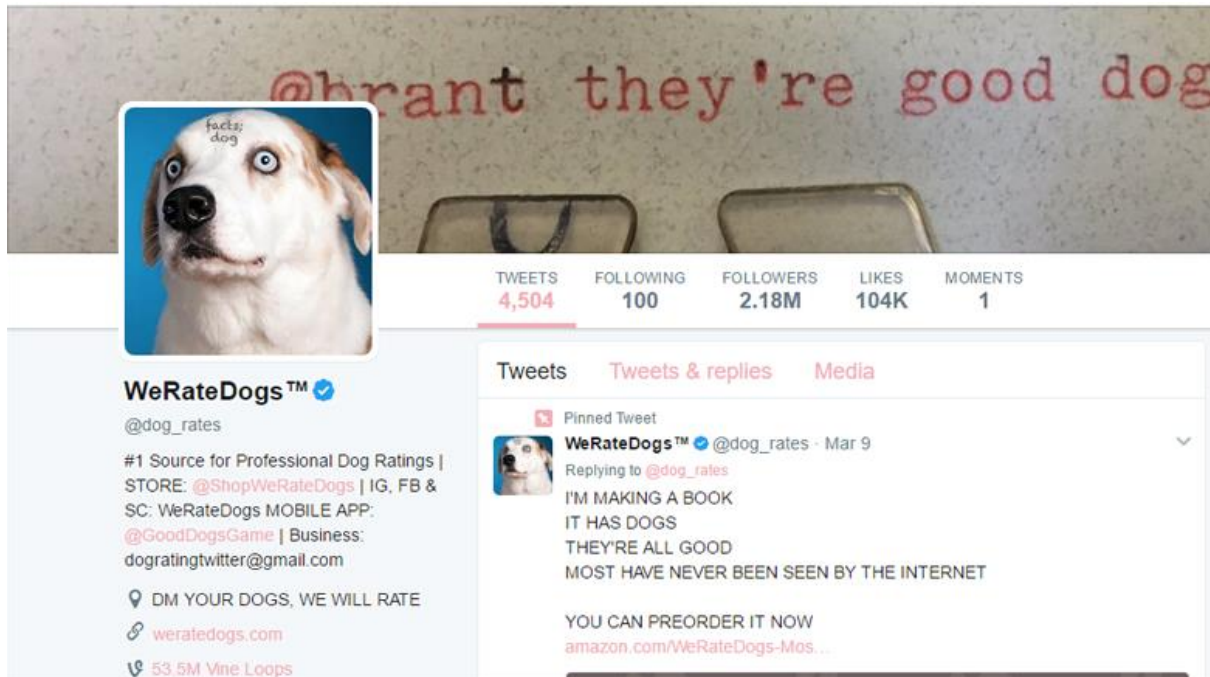 @brant they're good dog
facts;
dog
TWEETS FOLLOWING FOLLOWERS LIKES MOMENTS
4,504 100 2.18M 104K 1
WeRateDogs™
@dog_rates
#1 Source for Professional Dog Ratings |
STORE: @ShopWeRateDogs | IG, FB &
SC: WeRateDogs MOBILE APP:
@GoodDogsGame | Business:
dogratingtwitter@gmail.com
DM YOUR DOGS, WE WILL RATE
weratedogs.com
53.5M Vine Loops
Tweets Tweets & replies Media
Pinned Tweet
WeRateDogs™ @dog_rates · Mar 9
Replying to @dog_rates
I'M MAKING A BOOK
IT HAS DOGS
THEY'RE ALL GOOD
MOST HAVE NEVER BEEN SEEN BY THE INTERNET
YOU CAN PREORDER IT NOW
amazon.com/WeRateDogs-Mos...